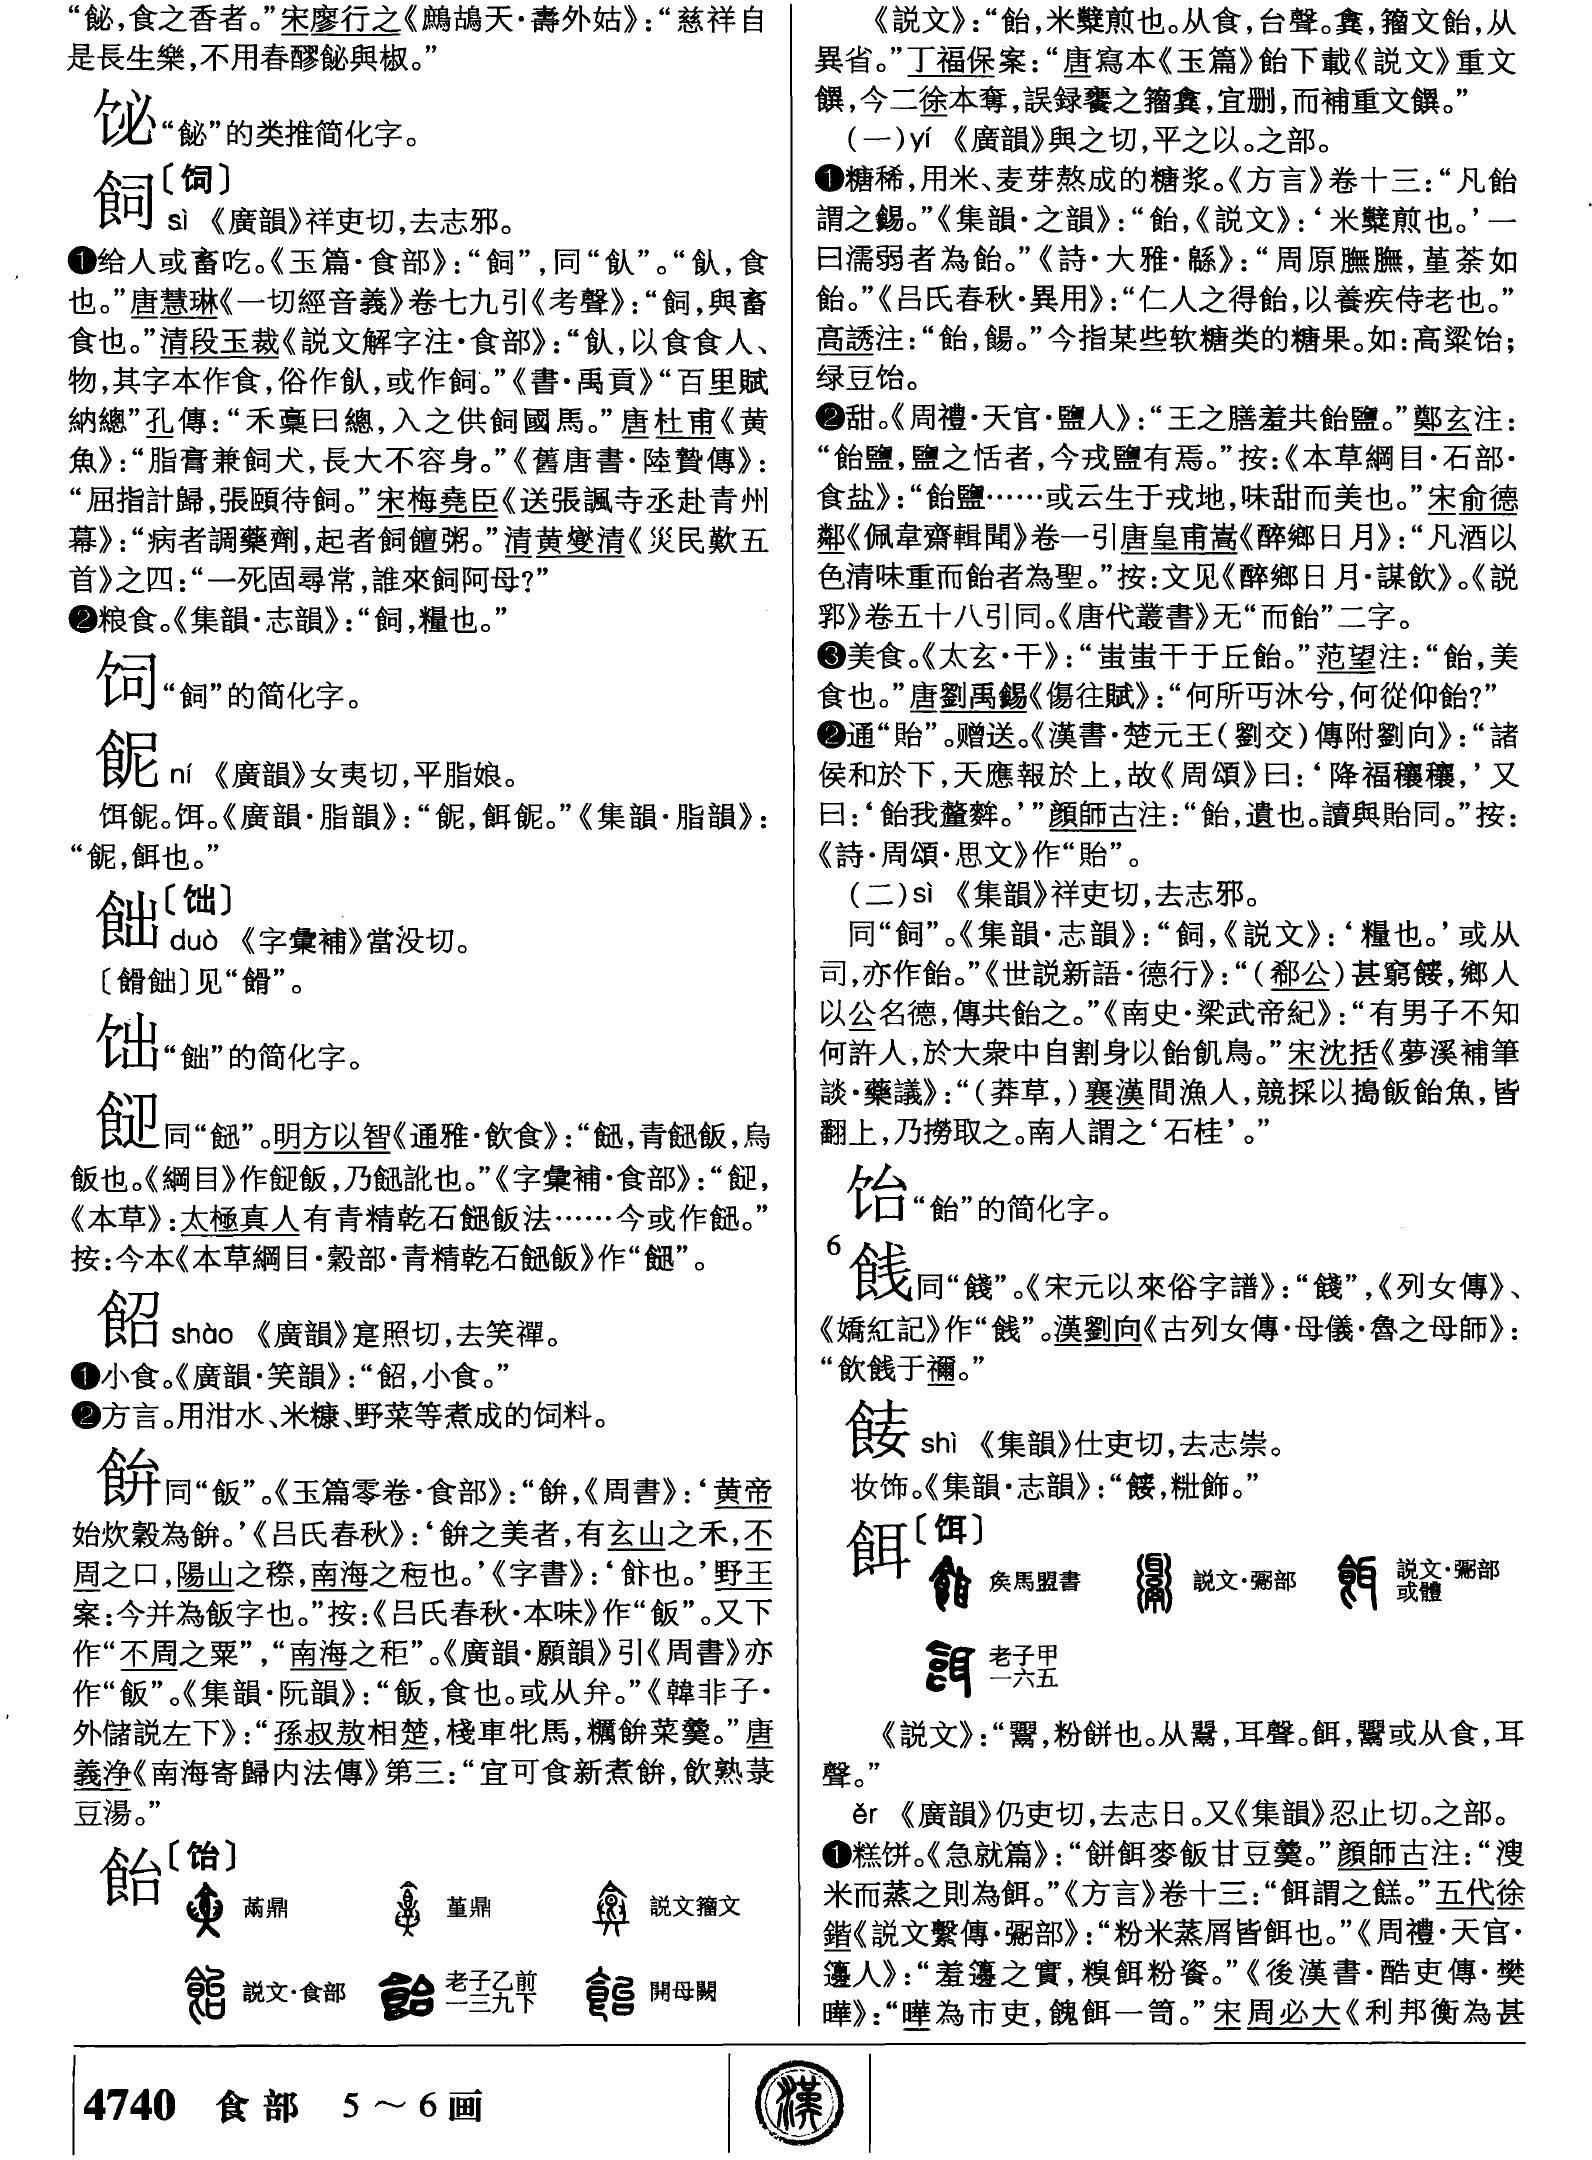 “飶，食之香者。”宋廖行之《鷓鴣天·壽外姑》：“慈祥自
是長生樂，不用春醪飶與椒。”
饳“飶”的类推简化字。
飼〔饲〕
sì 《廣韻》祥吏切，去志邪。
❶给人或畜吃。《玉篇·食部》：“飼”，同“飤”。“飤，食
也。”唐慧琳《一切經音義》卷七九引《考聲》：“飼，與畜
食也。”清段玉裁《説文解字注·食部》：“飤，以食食人、
物，其字本作食，俗作飤，或作飼。”《書·禹貢》“百里賦
納總”孔傳：“禾稾曰總，入之供飼國馬。”唐杜甫《黄
魚》：“脂膏兼飼犬，長大不容身。”《舊唐書·陸贄傳》：
“屈指計歸，張頤待飼。”宋梅堯臣《送張諷寺丞赴青州
幕》：“病者調藥劑，起者飼饘粥。”清黄燮清《災民歎五
首》之四：“一死固尋常，誰來飼阿母？”
❷粮食。《集韻·志韻》：“飼，糧也。”
饲“飼”的简化字。
䬡 ní 《廣韻》女夷切，平脂娘。
饵䬡。饵。《廣韻·脂韻》：“䬡，餌䬡。”《集韻·脂韻》：
“䬡，餌也。”
飿〔饳〕
duò 《字彙補》當没切。
〔餶飿〕见“餶”。
饳“飿”的简化字。
同“䭀”。明方以智《通雅·飲食》：“䭀，青䭀飯，烏
飯也。《綱目》作飯，乃訛也。”《字彙補·食部》：“，
《本草》：太極真人有青精乾石飯法……今或作。”
按：今本《本草綱目·穀部·青精乾石飯》作“”。
䬰 shào 《廣韻》寔照切，去笑禪。
❶小食。《廣韻·笑韻》：“䬰，小食。”
❷方言。用泔水、米糠、野菜等煮成的饲料。
䬳同“飯”。《玉篇零卷·食部》：“䬳，《周書》：‘黄帝
始炊穀為䬳。’《吕氏春秋》：‘䬳之美者，有玄山之禾，不
周之口，陽山之穄，南海之也。’《字書》：‘飰也。’野王
案：今并為飯字也。”按：《吕氏春秋·本味》作“飯”。又下
作“不周之粟”，“南海之秬”。《廣韻·願韻》引《周書》亦
作“飯”。《集韻·阮韻》：“飯，食也。或从弁。”《韓非子·
外儲説左下》：“孫叔敖相楚，棧車牝馬，糲䬳菜羹。”唐
義浄《南海寄歸内法傳》第三：“宜可食新煮䬳，飲熟菉
豆湯。”
飴〔饴〕
鬲鼎 堇鼎 説文籀文
説文·食部 老子乙前一三九下 開母闕
《説文》：“飴，米糱煎也。从食，台聲。，籀文飴，从
異省。”丁福保案：“唐寫本《玉篇》飴下載《説文》重文
䬁，今二徐本奪，誤録饔之籀，宜删，而補重文。”
（一）yí 《廣韻》與之切，平之以。之部。
❶糖稀，用米、麦芽熬成的糖浆。《方言》卷十三：“凡飴
謂之餳。”《集韻·之韻》：“飴，《説文》：‘米糱煎也。’一
曰濡弱者為飴。”《詩·大雅·緜》：“周原膴膴，堇荼如
飴。”《吕氏春秋·異用》：“仁人之得飴，以養疾侍老也。”
高誘注：“飴，餳。”今指某些软糖类的糖果。如：高粱饴；
绿豆饴。
❷甜。《周禮·天官·鹽人》：“王之膳羞共飴鹽。”鄭玄注：
“飴鹽，鹽之恬者，今戎鹽有焉。”按：《本草綱目·石部·
食盐》：“飴鹽……或云生于戎地，味甜而美也。”宋俞德
鄰《佩韋齋輯聞》卷一引唐皇甫嵩《醉鄉日月》：“凡酒以
色清味重而飴者為聖。”按：文见《醉鄉日月·謀飲》。《説
郛》卷五十八引同。《唐代叢書》无“而飴”二字。
❸美食。《太玄·干》：“蚩蚩干于丘飴。”范望注：“飴，美
食也。”唐劉禹錫《傷往賦》：“何所丐沐兮，何從仰飴？”
❷通“貽”。赠送。《漢書·楚元王（劉交）傳附劉向》：“諸
侯和於下，天應報於上，故《周頌》曰：‘降福穰穰，’又
曰：‘飴我釐麰。’”顔師古注：“飴，遺也。讀與貽同。”按：
《詩·周頌·思文》作“貽”。
（二）sì 《集韻》祥吏切，去志邪。
同“飼”。《集韻·志韻》：“飼，《説文》：‘糧也。’或从
司，亦作飴。”《世説新語·德行》：“（郗公）甚窮餒，鄉人
以公名德，傳共飴之。”《南史·梁武帝紀》：“有男子不知
何許人，於大衆中自割身以飴飢鳥。”宋沈括《夢溪補筆
談·藥議》：“（莽草，）襄漢間漁人，競採以搗飯飴魚，皆
翻上，乃撈取之。南人謂之‘石桂’。”
饴“飴”的简化字。
6
同“餞”。《宋元以來俗字譜》：“餞”，《列女傳》、
《嬌紅記》作“”。漢劉向《古列女傳·母儀·魯之母師》：
“飲于禰。”
shì 《集韻》仕吏切，去志崇。
妆饰。《集韻·志韻》：“，粧飾。”
餌〔饵〕
矦馬盟書 説文·䰜部 説文·䰜部或體
老子甲一六五
《説文》：“䰼，粉餅也。从䰜，耳聲。餌，䰼或从食，耳
聲。”
ěr 《廣韻》仍吏切，去志日。又《集韻》忍止切。之部。
❶糕饼。《急就篇》：“餅餌麥飯甘豆羹。”顔師古注：“溲
米而蒸之則為餌。”《方言》卷十三：“餌謂之餻。”五代徐
鍇《説文繫傳·䰜部》：“粉米蒸屑皆餌也。”《周禮·天官·
籩人》：“羞籩之實，糗餌粉餈。”《後漢書·酷吏傳·樊
曄》：“曄為市吏，餽餌一笥。”宋周必大《利邦衡為甚
4740 食部 5～6画
漢